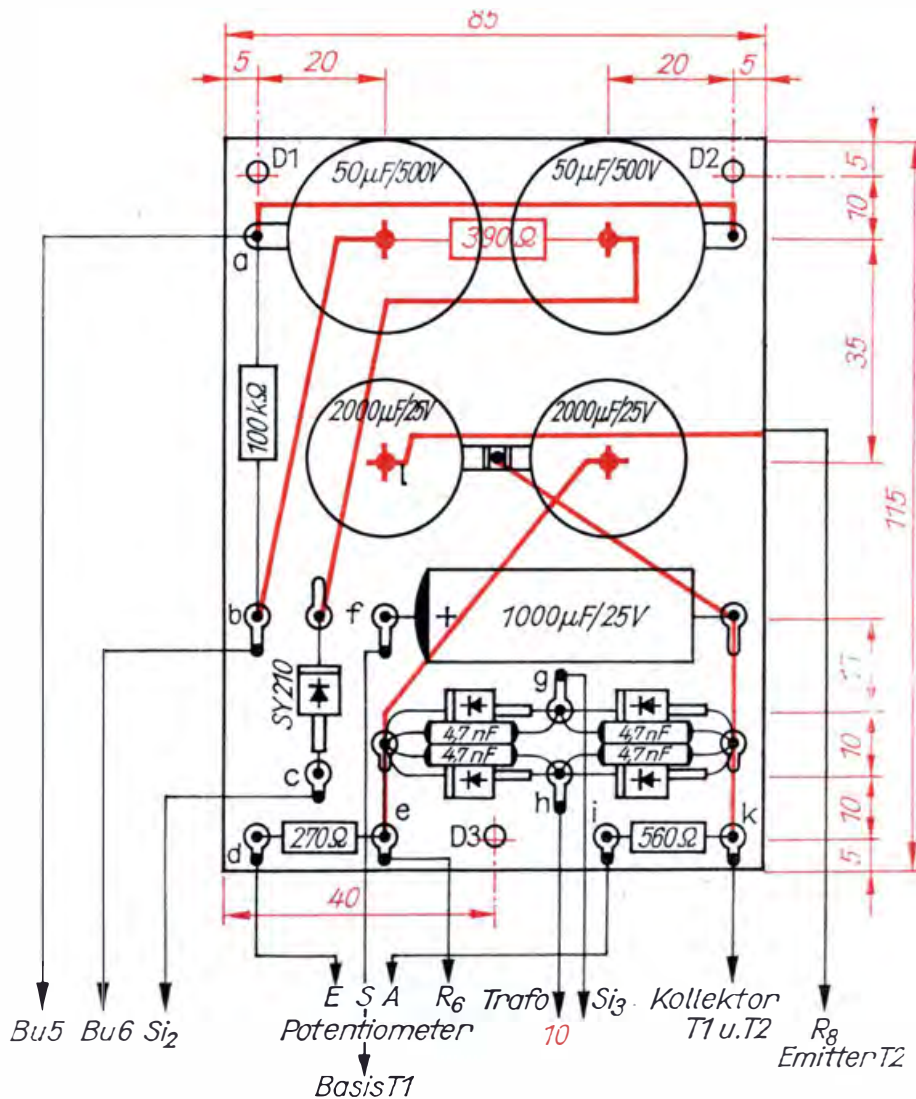 85
5 20 20 5
D1 D2
50µF/500V 50µF/500V
5
10
390Ω
a
35
100kΩ
2000µF/25V 2000µF/25V
115
b f + 1000µF/25V
SY210
g
4,7nF 4,7nF
4,7nF 4,7nF
10
c
h
e i k
10
d 270Ω D3 560Ω
5
40
E S A R6 Trafo Si3 Kollektor
Bu5 Bu6 Si2 Potentiometer 10 T1 u. T2 R8
Emitter T2
Basis T1